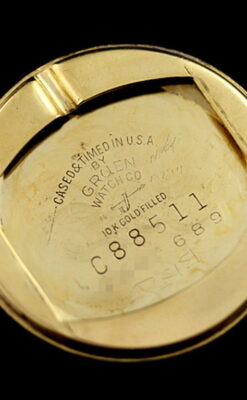 CASED & TIMED IN U.S.A.
BY
GRUEN
WATCH CO
10K GOLD FILLED
C88511
689